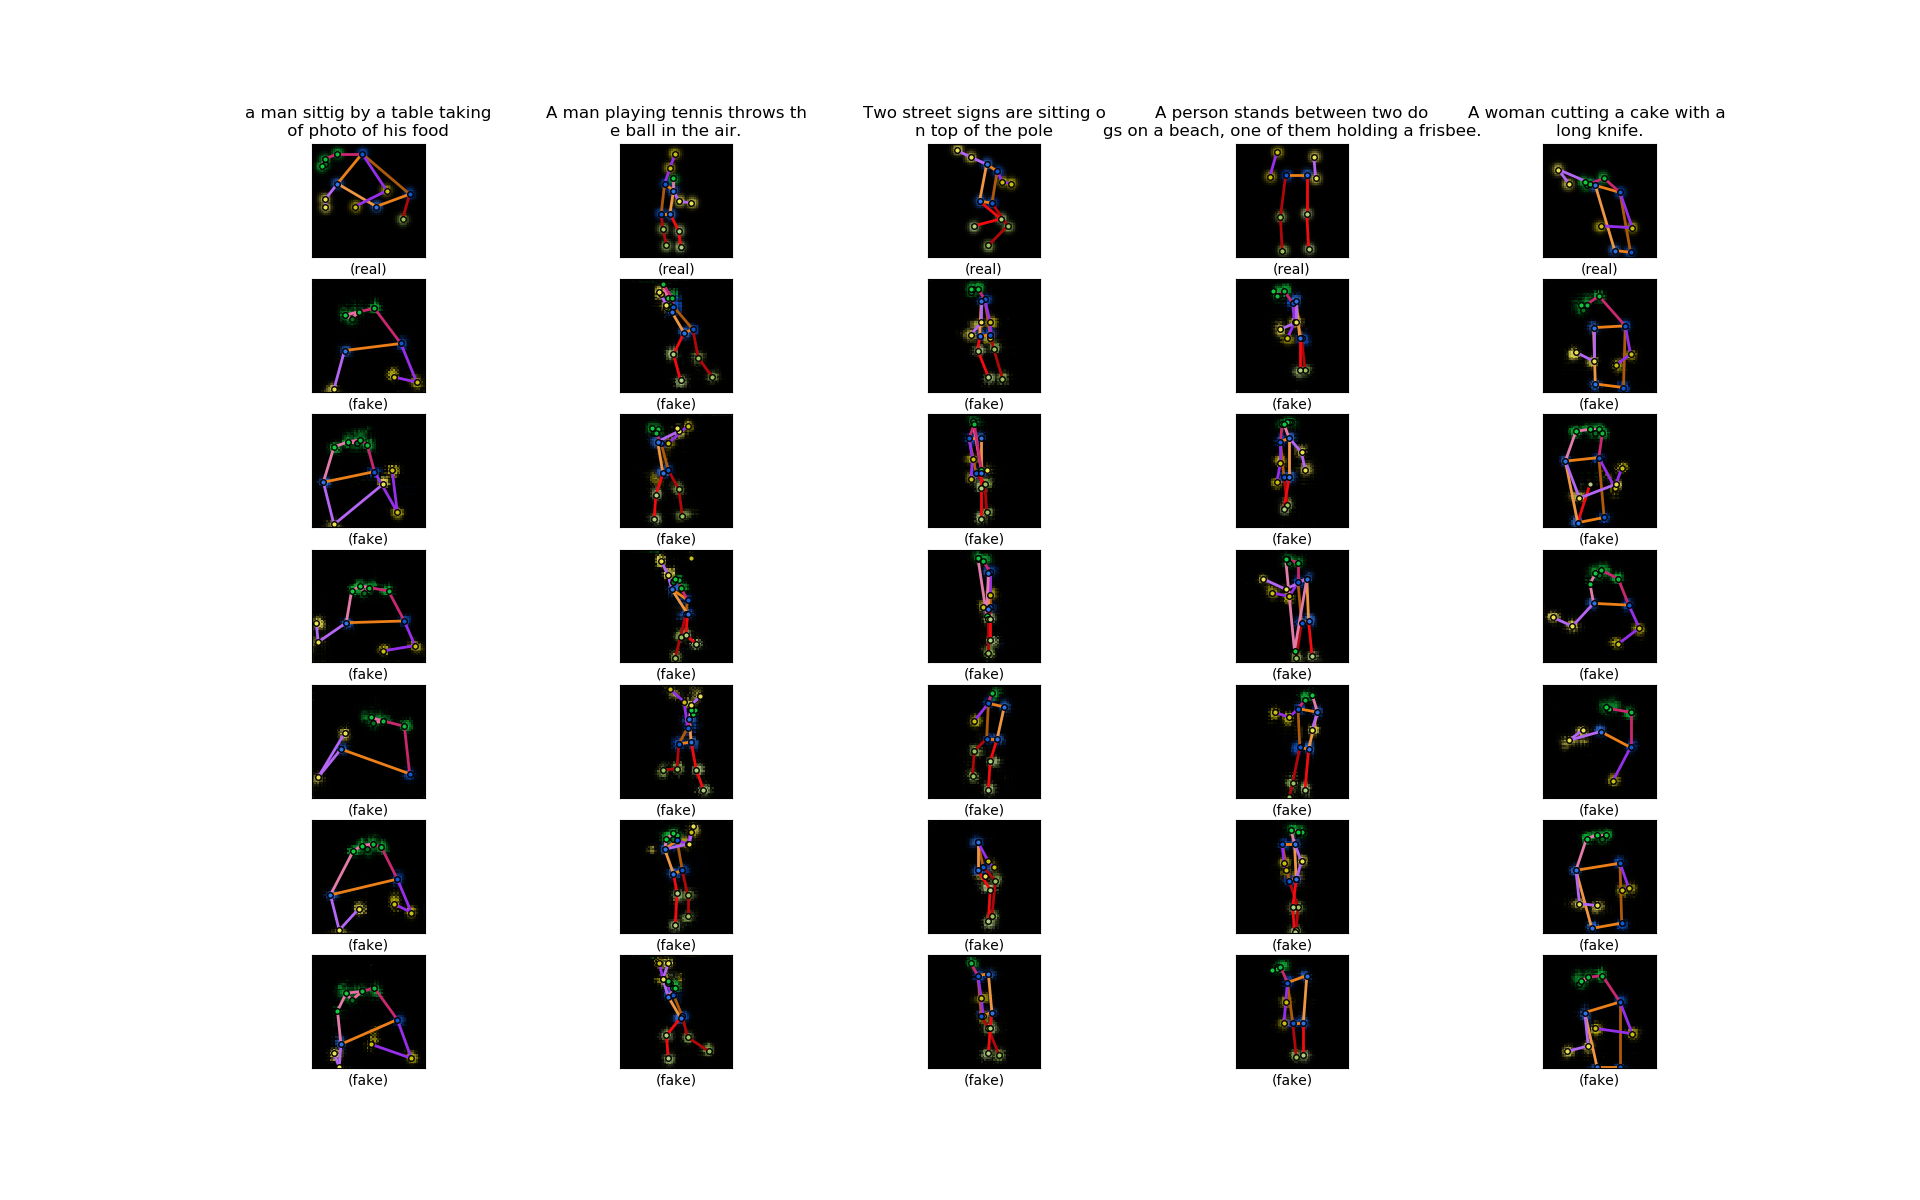 a man sittig by a table taking
of photo of his food
A man playing tennis throws th
e ball in the air.
Two street signs are sitting o
n top of the pole
A person stands between two do
gs on a beach, one of them holding a frisbee.
A woman cutting a cake with a
long knife.
(real) (real) (real) (real) (real)
(fake) (fake) (fake) (fake) (fake)
(fake) (fake) (fake) (fake) (fake)
(fake) (fake) (fake) (fake) (fake)
(fake) (fake) (fake) (fake) (fake)
(fake) (fake) (fake) (fake) (fake)
(fake) (fake) (fake) (fake) (fake)